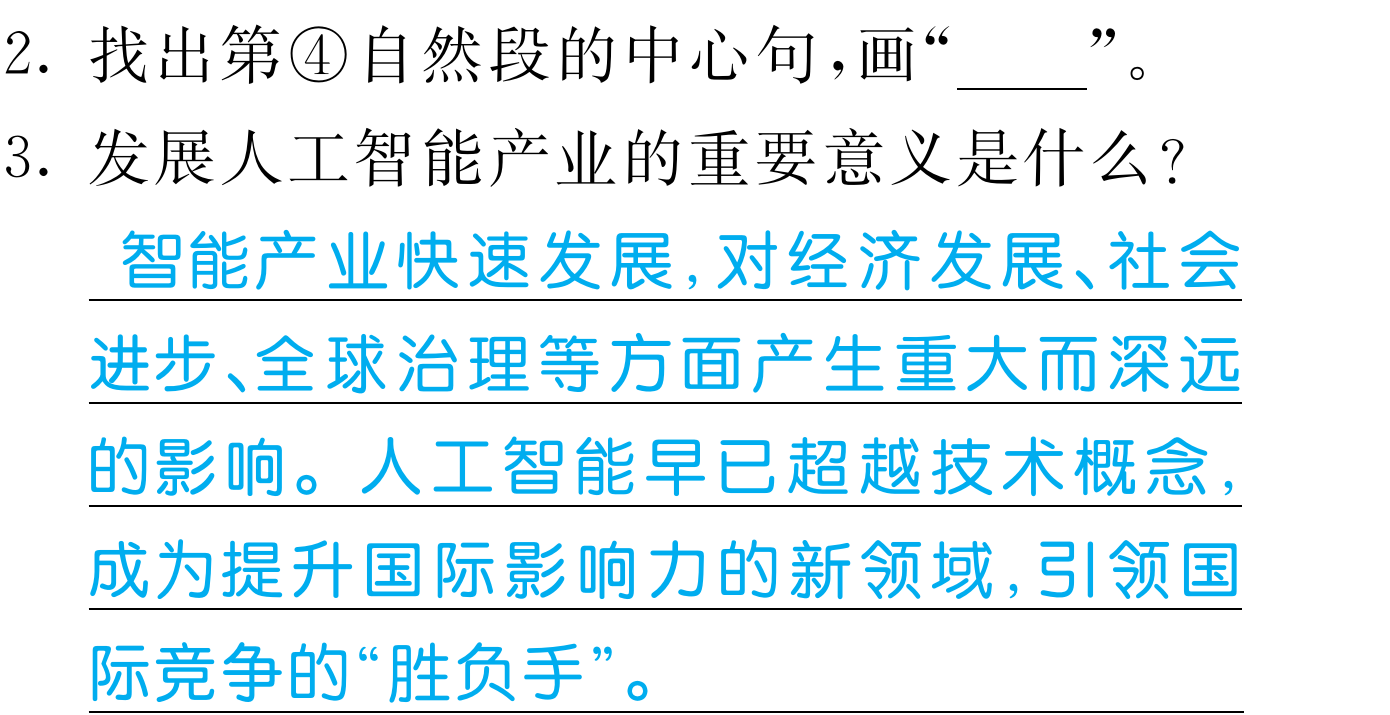 2. 找出第④自然段的中心句,画“____”。
3. 发展人工智能产业的重要意义是什么?
智能产业快速发展,对经济发展、社会
进步、全球治理等方面产生重大而深远
的影响。人工智能早已超越技术概念,
成为提升国际影响力的新领域,引领国
际竞争的“胜负手”。